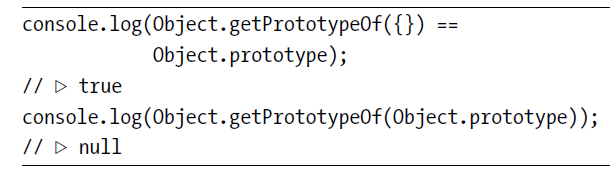 console.log(Object.getPrototypeOf({}) ==
            Object.prototype);
// ▷ true
console.log(Object.getPrototypeOf(Object.prototype));
// ▷ null